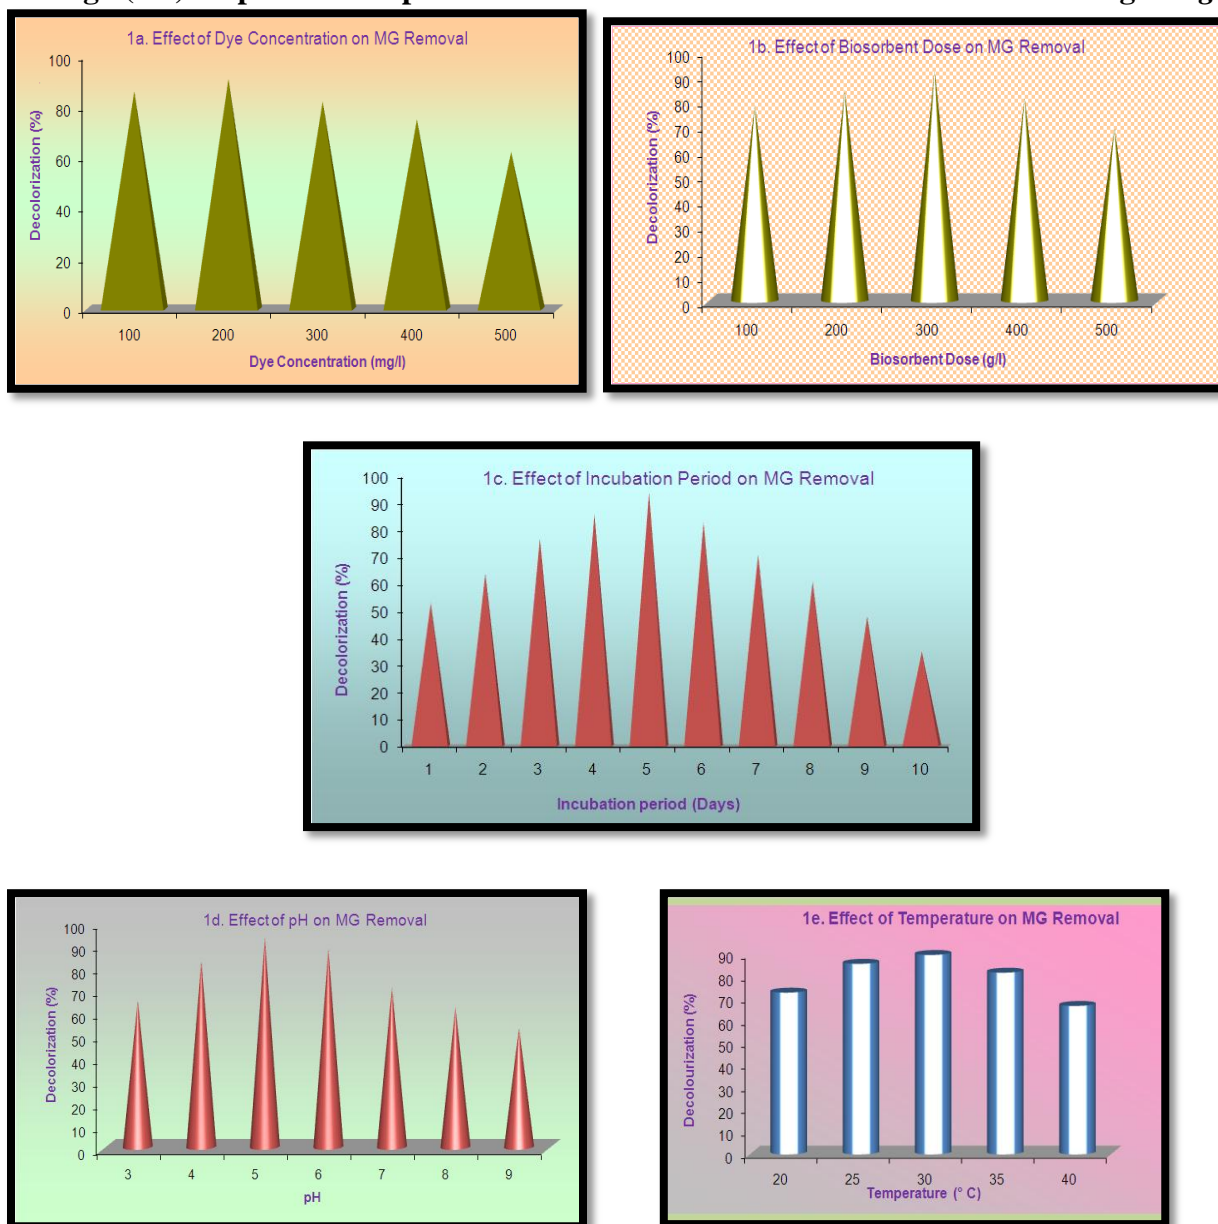 1a. Effect of Dye Concentration on MG Removal
Decolorization (%)
100
80
60
40
20
0
100 200 300 400 500
Dye Concentration (mg/l)
1b. Effect of Biosorbent Dose on MG Removal
Decolorization (%)
100
90
80
70
60
50
40
30
20
10
0
100 200 300 400 500
Biosorbent Dose (g/l)
1c. Effect of Incubation Period on MG Removal
Decolorization (%)
100
90
80
70
60
50
40
30
20
10
0
1 2 3 4 5 6 7 8 9 10
Incubation period (Days)
1d. Effect of pH on MG Removal
Decolorization (%)
100
90
80
70
60
50
40
30
20
10
0
3 4 5 6 7 8 9
pH
1e. Effect of Temperature on MG Removal
Decolourization (%)
90
80
70
60
50
40
30
20
10
0
20 25 30 35 40
Temperature (° C)